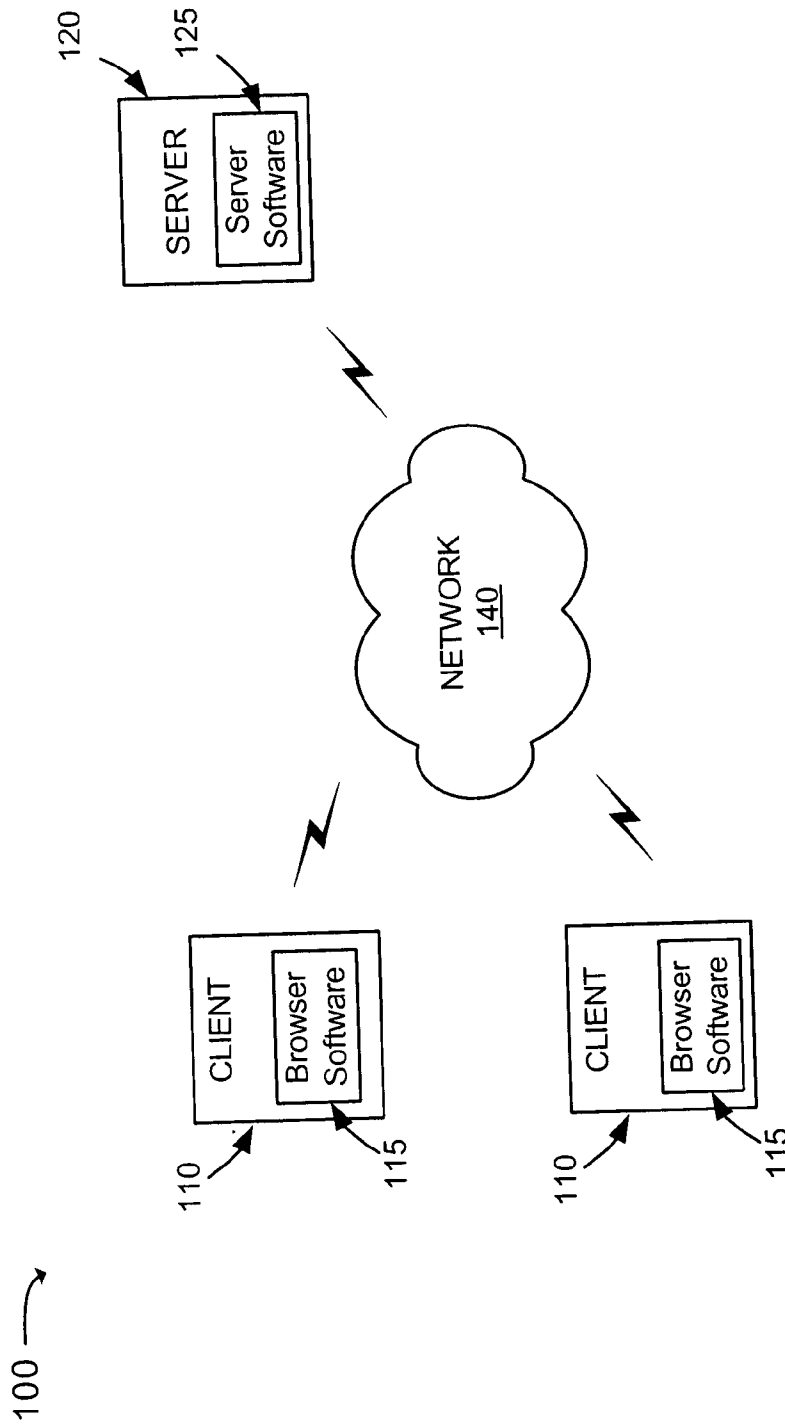 100
110
CLIENT
Browser
Software
115
110
CLIENT
Browser
Software
115
NETWORK
140
120
SERVER
Server
Software
125